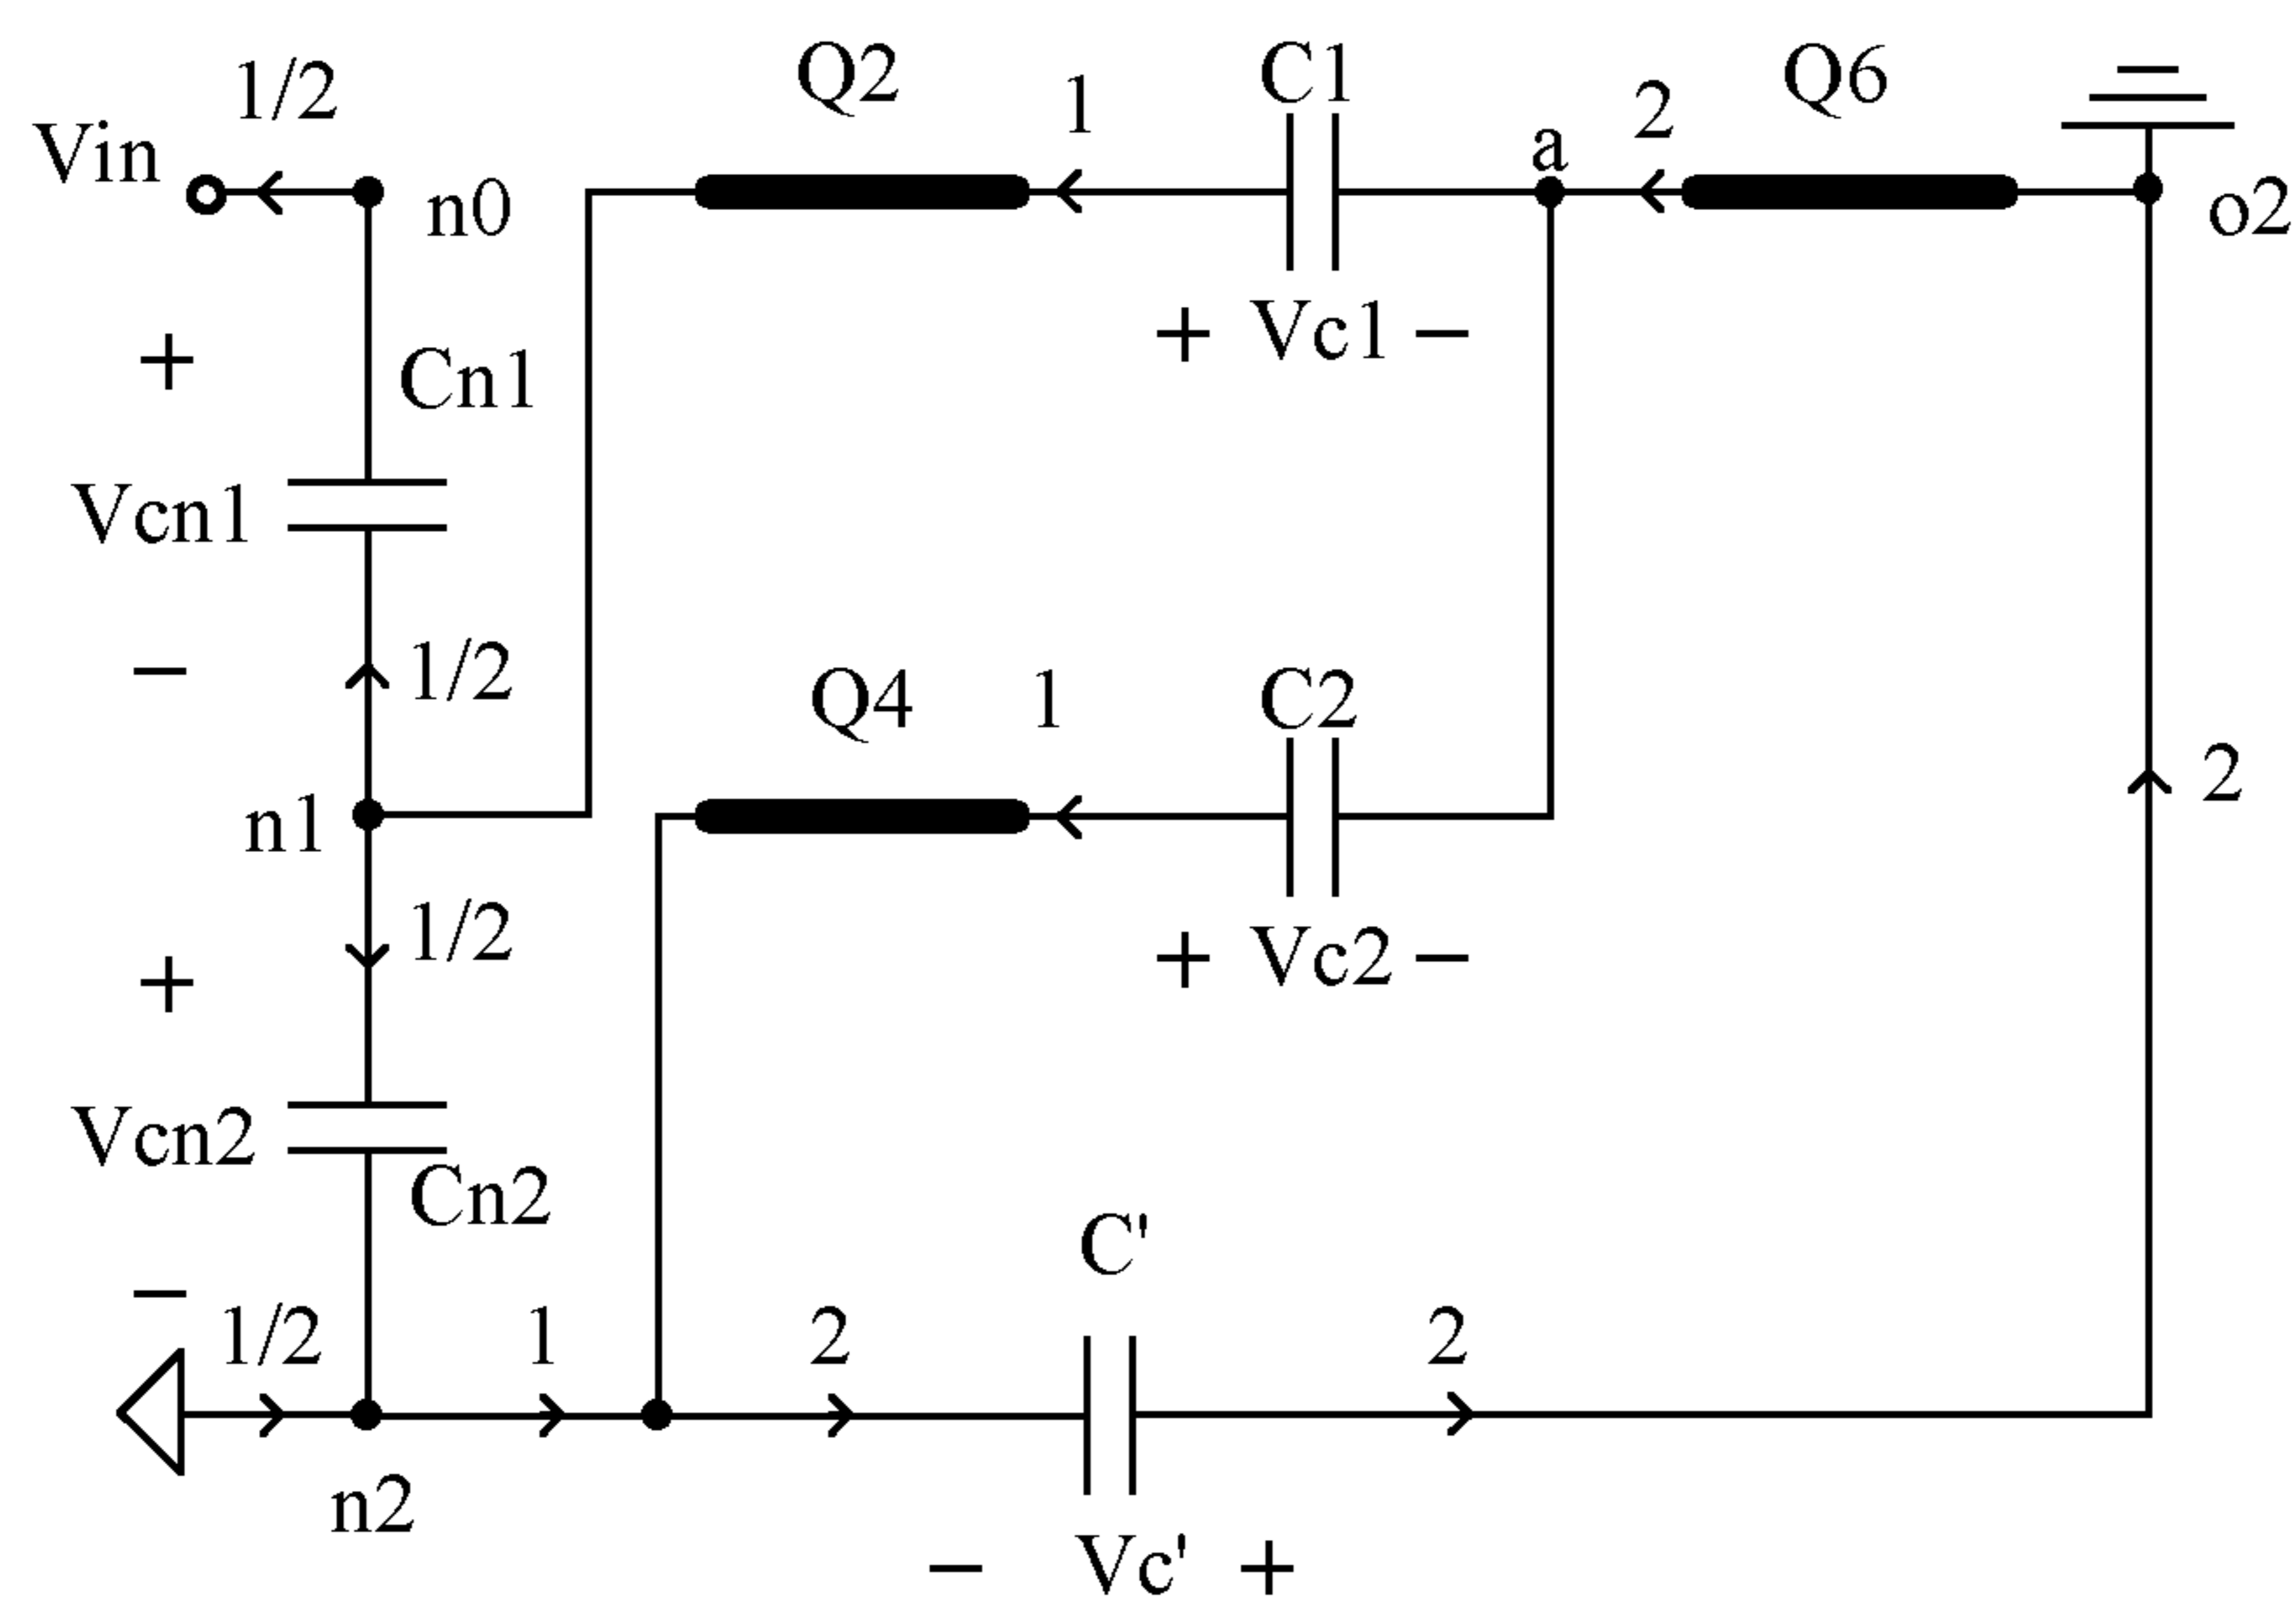 1/2
Q2
C1
Q6
Vin
1
a
2
n0
o2
+ Vc1 −
+
Cn1
Vcn1
−
1/2
Q4
1
C2
2
n1
1/2
+ Vc2 −
+
Vcn2
Cn2
C'
−
1/2
1
2
2
n2
− Vc' +